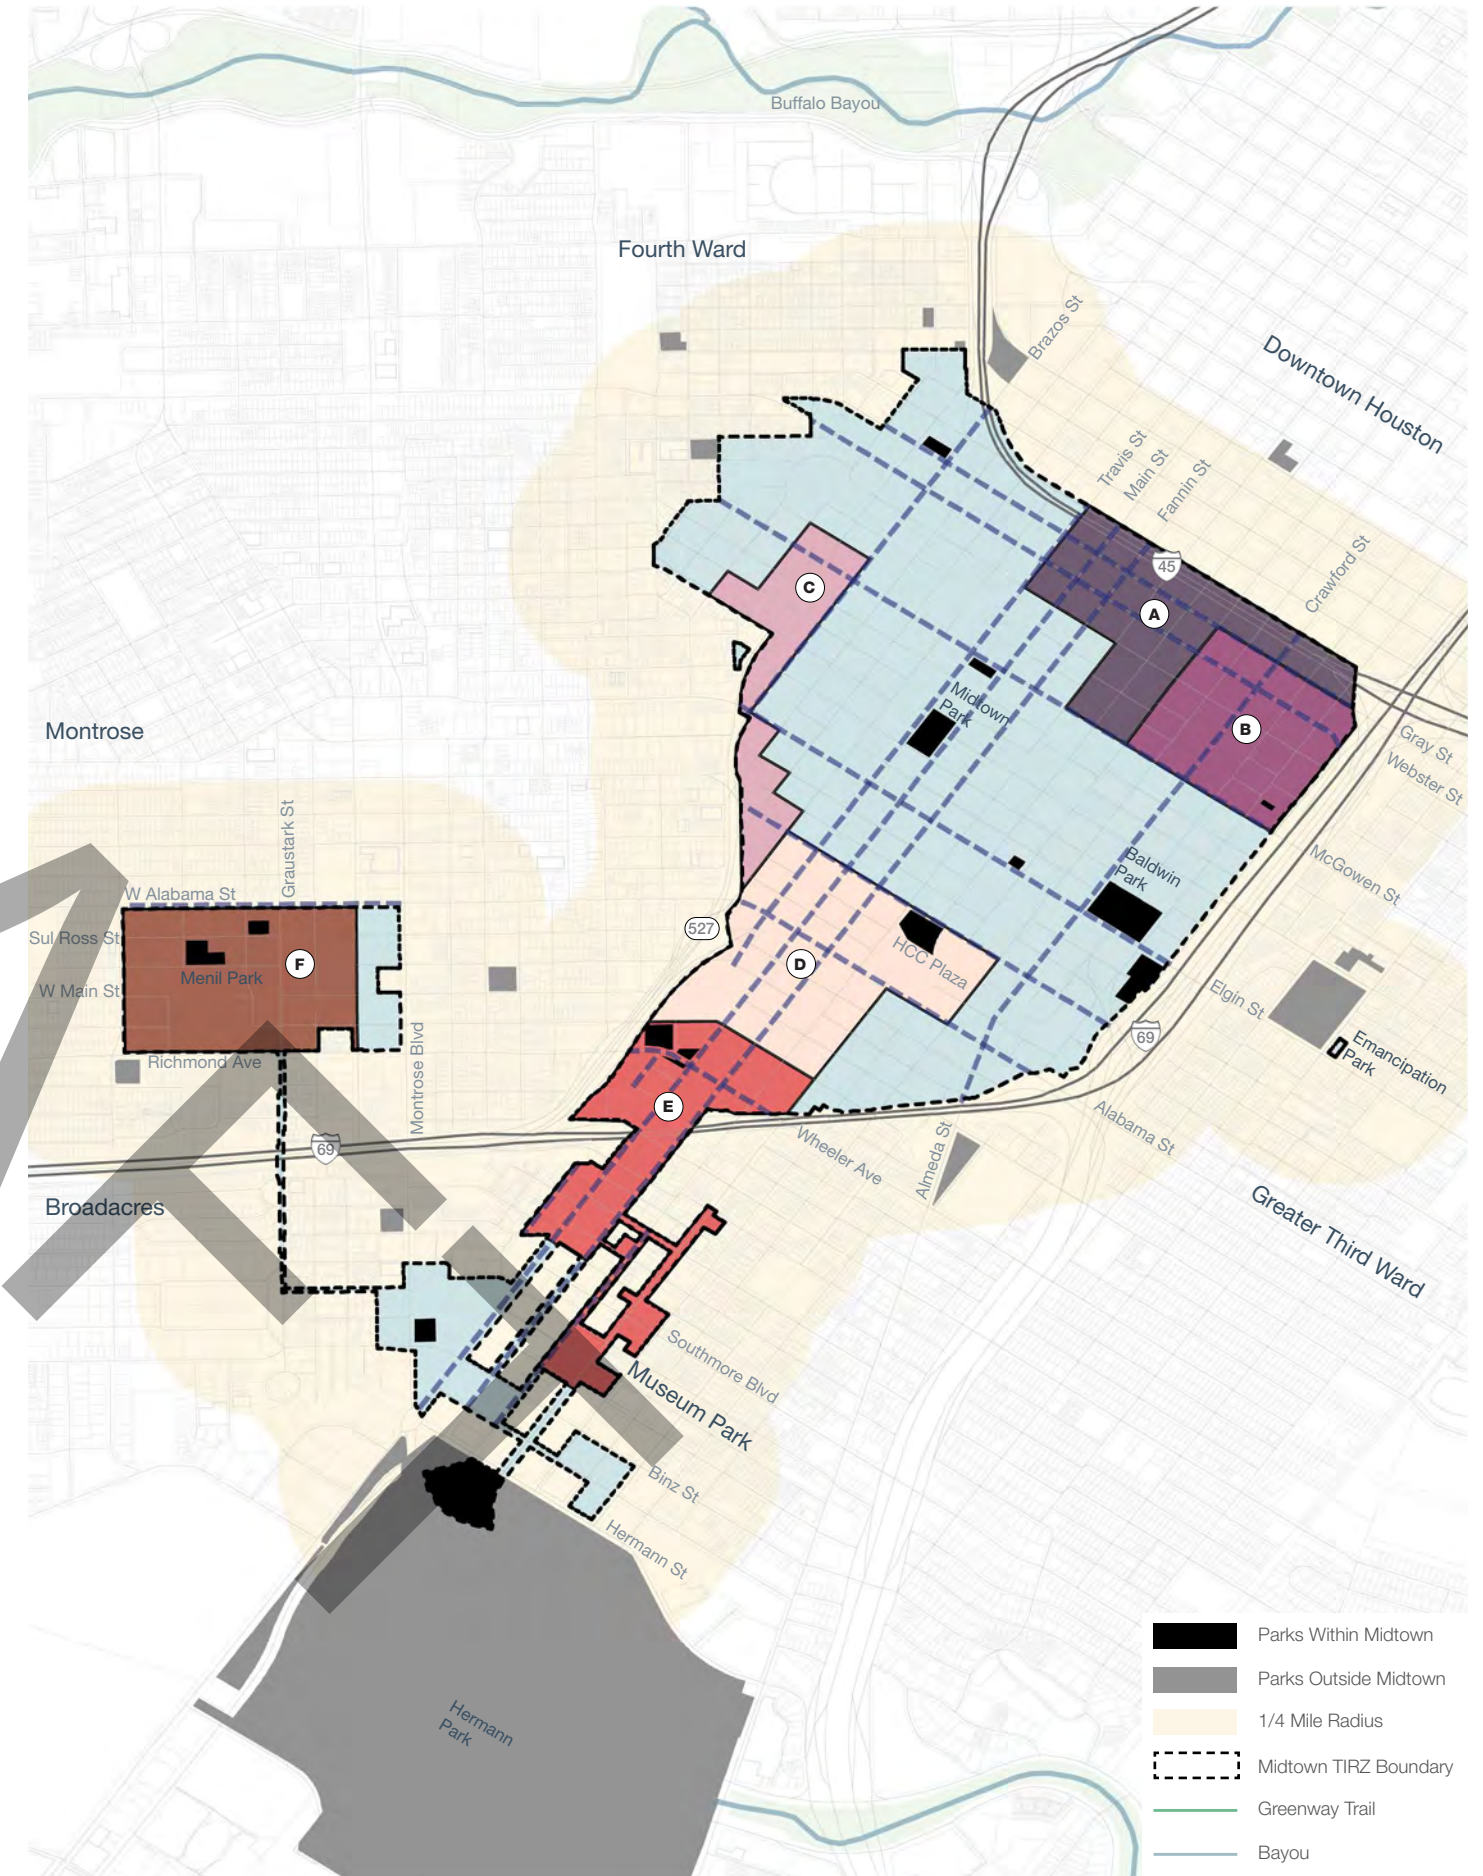 Buffalo Bayou
Fourth Ward
Brazos St
Downtown Houston
Travis St
Main St
Fannin St
45
Crawford St
C
A
Midtown
Park
Montrose
B
Gray St
Webster St
Graustark St
Baldwin
Park
McGowen St
W Alabama St
527
Sul Ross St
HCC Plaza
F
D
Menil Park
W Main St
Elgin St
69
Emancipation
Park
Richmond Ave
Montrose Blvd
E
Alabama St
Wheeler Ave
Almeda St
69
Broadacres
Greater Third Ward
Southmore Blvd
Museum Park
Binz St
Hermann St
Hermann
Park
Parks Within Midtown
Parks Outside Midtown
1/4 Mile Radius
Midtown TIRZ Boundary
Greenway Trail
Bayou